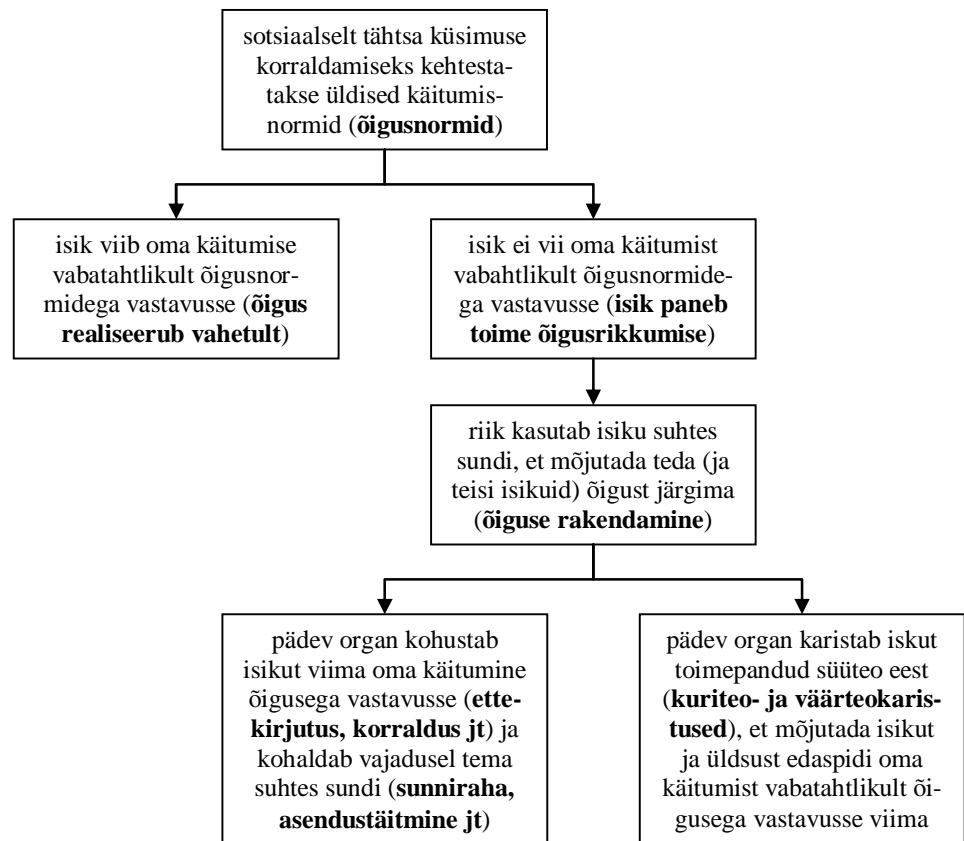 sotsiaalselt tähtsa küsimuse
korraldamiseks kehtesta-
takse üldised käitumis-
normid (õigusnormid)
isik viib oma käitumise
vabatahtlikult õigusnor-
midega vastavusse (õigus
realiseerub vahetult)
isik ei vii oma käitumist
vabahtlikult õigusnormide-
ga vastavusse (isik paneb
toime õigusrikkumise)
riik kasutab isiku suhtes
sundi, et mõjutada teda (ja
teisi isikuid) õigust järgima
(õiguse rakendamine)
pädev organ kohustab
isikut viima oma käitumine
õigusega vastavusse (ette-
kirjutus, korraldus jt) ja
kohaldab vajadusel tema
suhtes sundi (sunniraha,
asendustäitmine jt)
pädev organ karistab iskut
toimepandud süüteo eest
(kuriteo- ja väärteokaris-
tused), et mõjutada isikut
ja üldsust edaspidi oma
käitumist vabatahtlikult õi-
gusega vastavusse viima